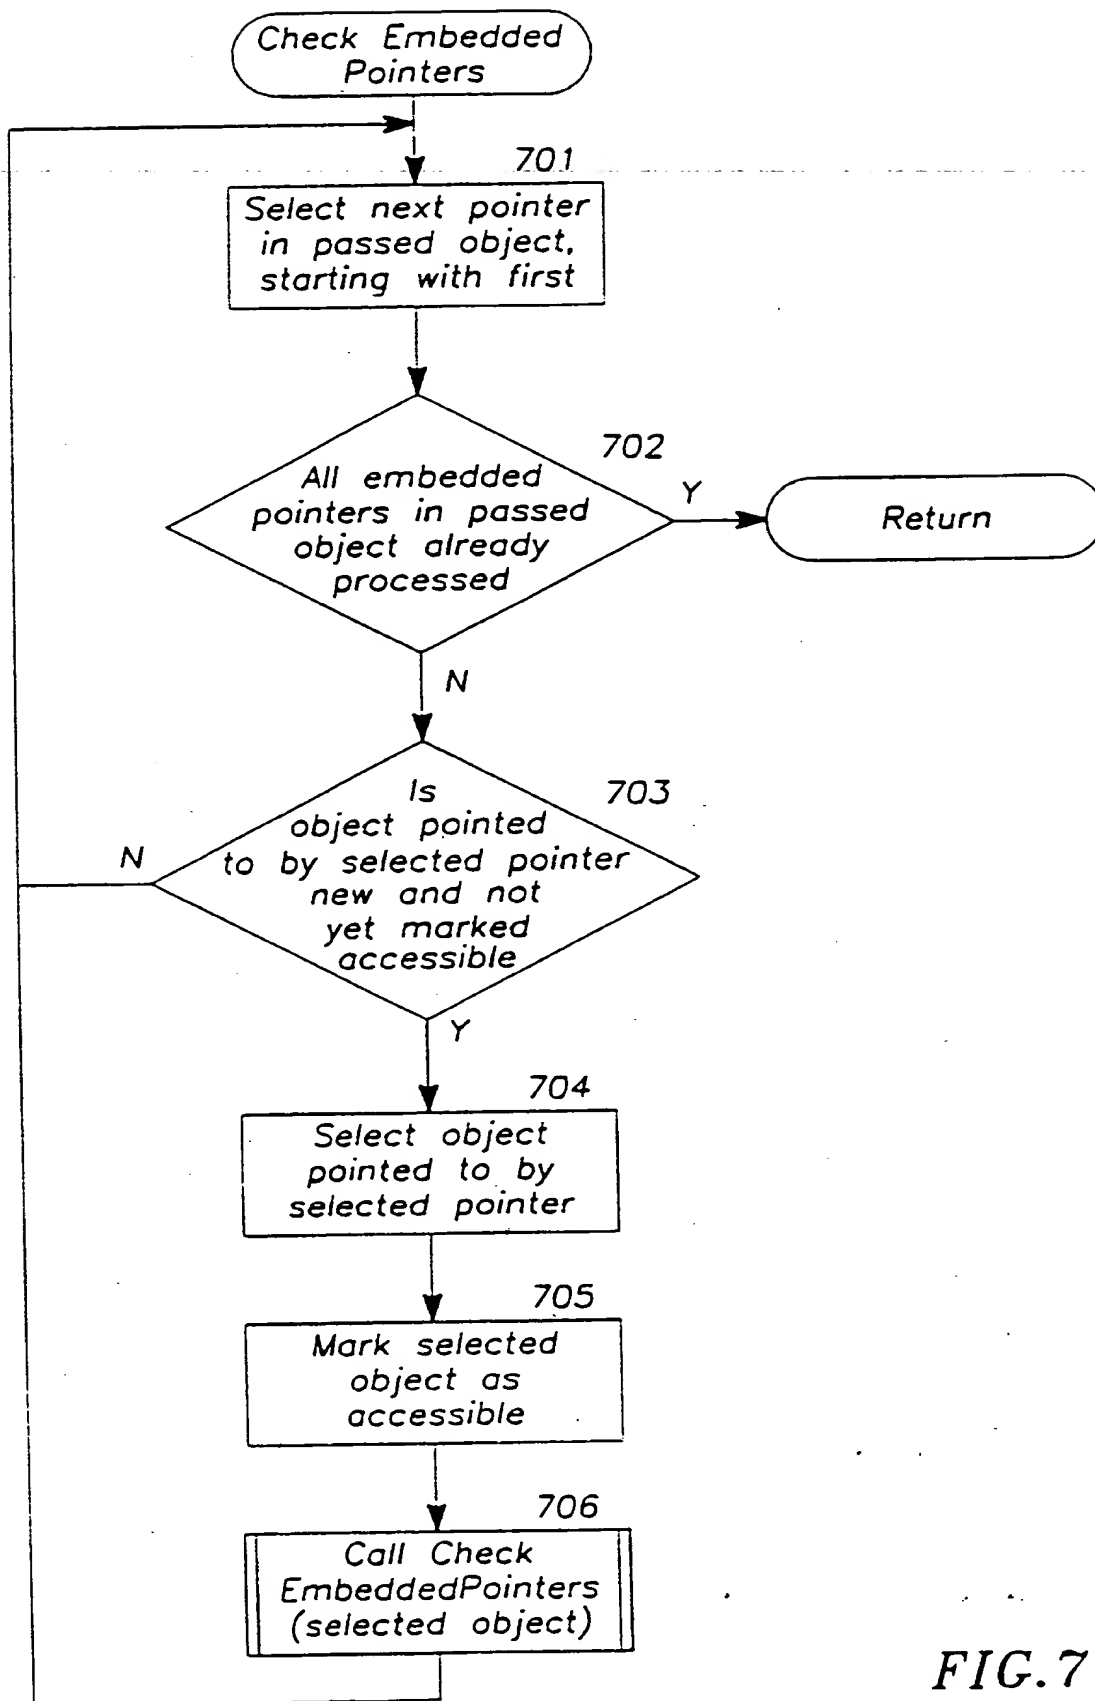 Check Embedded
Pointers
701
Select next pointer
in passed object,
starting with first
702
All embedded
pointers in passed
object already
processed
Y
Return
N
703
Is
object pointed
to by selected pointer
new and not
yet marked
accessible
N
Y
704
Select object
pointed to by
selected pointer
705
Mark selected
object as
accessible
706
Call Check
EmbeddedPointers
(selected object)
FIG.7